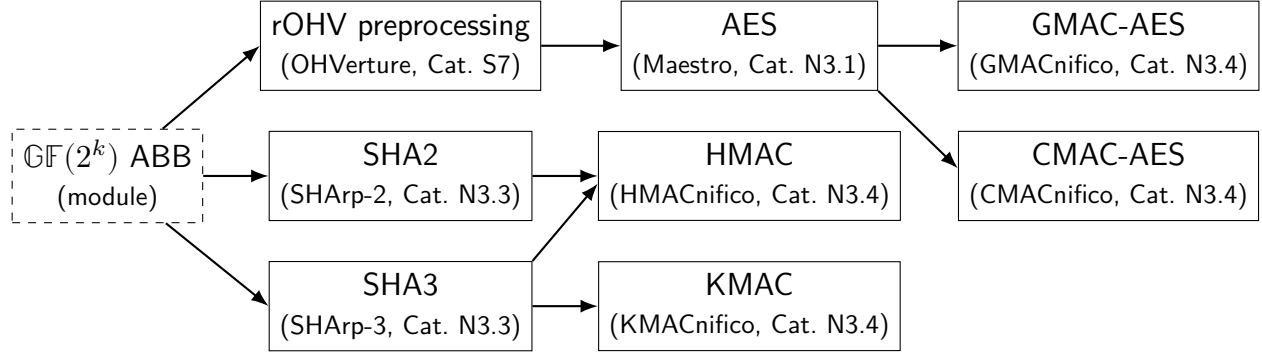 rOHV preprocessing
(OHVerture, Cat. S7)
AES
(Maestro, Cat. N3.1)
GMAC-AES
(GMACnifico, Cat. N3.4)
𝔾𝔽(2^k) ABB
(module)
SHA2
(SHArp-2, Cat. N3.3)
HMAC
(HMACnifico, Cat. N3.4)
CMAC-AES
(CMACnifico, Cat. N3.4)
SHA3
(SHArp-3, Cat. N3.3)
KMAC
(KMACnifico, Cat. N3.4)